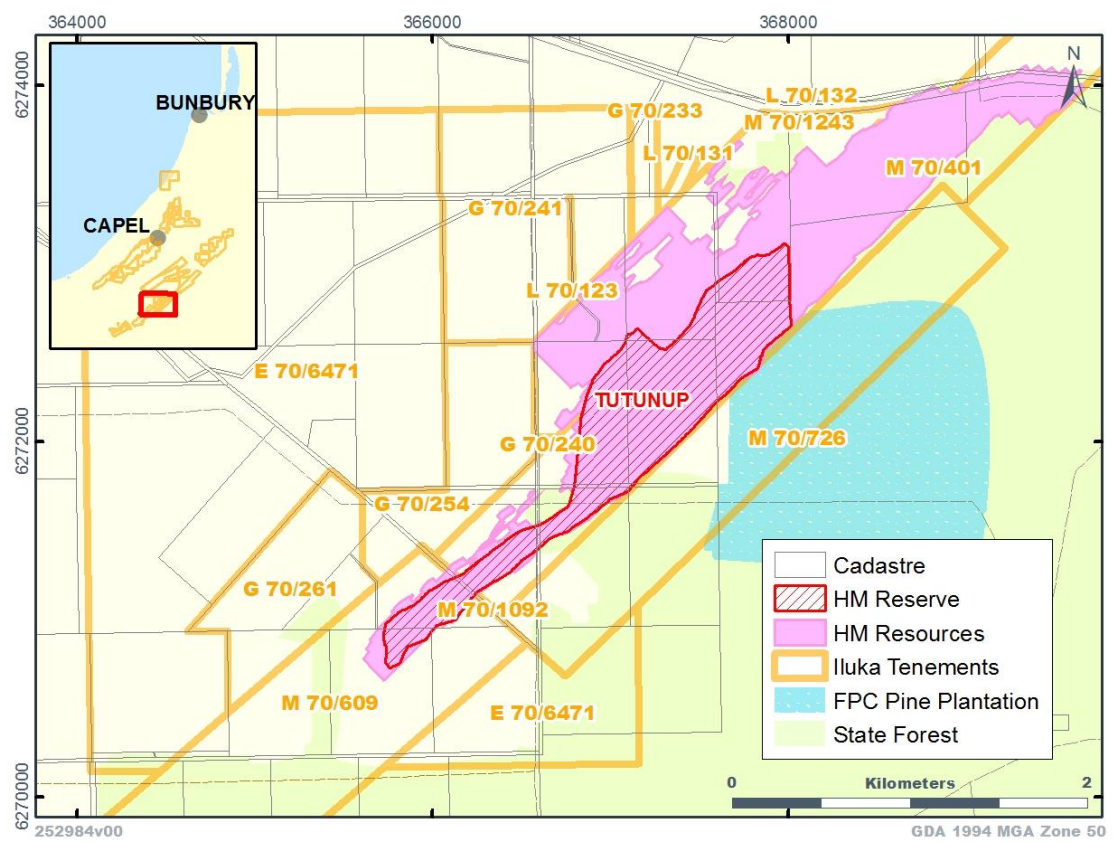 364000
366000
368000
6274000
6272000
6270000
N
BUNBURY
CAPEL
L 70/132
G 70/233
M 70/1243
L 70/131
M 70/401
G 70/241
L 70/123
E 70/6471
TUTUNUP
G 70/240
M 70/726
G 70/254
G 70/261
M 70/1092
M 70/609
E 70/6471
Cadastre
HM Reserve
HM Resources
Iluka Tenements
FPC Pine Plantation
State Forest
0 Kilometers 2
252984v00
GDA 1994 MGA Zone 50